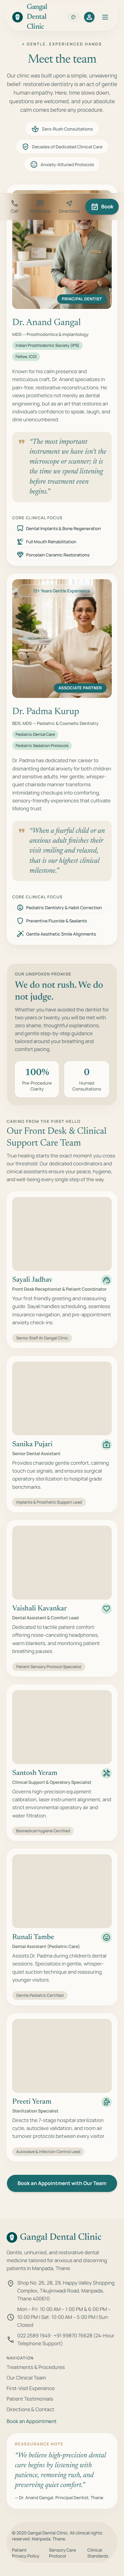 Gangal
Dental
Clinic
GENTLE, EXPERIENCED HANDS
Meet the team
Our clinic was built upon a simple, unwavering
belief: that dental care should be an act of gentle
human hospitality. Here, time slows down,
anxieties are welcomed, and your absolute
calm comes before any procedure.
Zero-Rush Consultations
Decades of Dedicated Clinical Care
Anxiety-Attuned Protocols
Call
Directions
Book
PRINCIPAL DENTIST
Dr. Anand Gangal
MDS — Prosthodontics & Implantology
Indian Prosthodontic Society (IPS)
Fellow, ICOI
Known for his calm precision and
meticulous craft, Dr. Anand specializes in
pain-free, restorative reconstructions. He
views prosthetics not merely as dental
engineering, but as an art that restores an
individual's freedom to speak, laugh, and
dine unencumbered.
"The most important
instrument we have isn't the
microscope or scanner; it is
the time we spend listening
before treatment even
begins."
CORE CLINICAL FOCUS
Dental Implants & Bone Regeneration
Full Mouth Rehabilitation
Porcelain Ceramic Restorations
12+ Years Gentle Experience
ASSOCIATE PARTNER
Dr. Padma Kurup
BDS, MDS — Pediatric & Cosmetic Dentistry
Pediatric Dental Care
Pediatric Sedation Protocols
Dr. Padma has dedicated her career to
dismantling dental anxiety for both children
and adults. Her gentle, whisper-
quiet chairside manner transforms
intimidating checkups into comforting,
sensory-friendly experiences that cultivate
lifelong trust.
"When a fearful child or an
anxious adult finishes their
visit smiling and relaxed,
that is our highest clinical
milestone."
CORE CLINICAL FOCUS
Pediatric Dentistry & Habit Correction
Preventive Fluoride & Sealants
Gentle Aesthetic Smile Alignments
OUR UNSPOKEN PROMISE
We do not rush. We do
not judge.
Whether you have avoided the dentist for
two years or twenty, you will be met with
zero shame, thoughtful explanations,
and gentle step-by-step guidance
tailored around your breathing and
comfort pacing.
100%
Pre-Procedure
Clarity
0
Hurried
Consultations
CARING FROM THE FIRST HELLO
Our Front Desk & Clinical
Support Care Team
True healing starts the exact moment you cross
our threshold. Our dedicated coordinators and
clinical assistants ensure your peace, hygiene,
and well-being every single step of the way.
Sayali Jadhav
Front Desk Receptionist & Patient Coordinator
Your first friendly greeting and reassuring
guide. Sayali handles scheduling, seamless
insurance navigation, and pre-appointment
anxiety check-ins.
Senior Staff At Gangal Clinic
Sanika Pujari
Senior Dental Assistant
Provides chairside gentle comfort, calming
touch cue signals, and ensures surgical
operatory sterilization to hospital grade
benchmarks.
Implants & Prosthetic Support Lead
Vaishali Kavankar
Dental Assistant & Comfort Lead
Dedicated to tactile patient comfort:
offering noise-canceling headphones,
warm blankets, and monitoring patient
breathing pauses.
Patient Sensory Protocol Specialist
Santosh Yeram
Clinical Support & Operatory Specialist
Governs high-precision equipment
calibration, laser instrument alignment, and
strict environmental operatory air and
water filtration.
Biomedical Hygiene Certified
Runali Tambe
Dental Assistant (Pediatric Care)
Assists Dr. Padma during children's dental
sessions. Specializes in gentle, whisper-
quiet suction technique and reassuring
younger visitors.
Gentle Pediatric Certified
Preeti Yeram
Sterilization Specialist
Directs the 7-stage hospital sterilization
cycle, autoclave validation, and room air
turnover protocols between every visit.
Autoclave & Infection Control Lead
Book an Appointment with Our Team
Gangal Dental Clinic
Gentle, unhurried, and restorative dental
medicine tailored for anxious and discerning
patients in Manpada, Thane.
Shop No. 25, 26, 29, Happy Valley Shopping
Complex, Tikujiniwadi Road, Manpada,
Thane 400610
Mon – Fri: 10:00 AM – 1:00 PM & 6:00 PM –
10:00 PM | Sat: 10:00 AM – 5:00 PM | Sun:
Closed
022 2589 1949 · +91 99870 76628 (24-Hour
Telephone Support)
NAVIGATION
Treatments & Procedures
Our Clinical Team
First-Visit Experience
Patient Testimonials
Directions & Contact
Book an Appointment
REASSURANCE NOTE
"We believe high-precision dental
care begins by listening with
patience, removing rush, and
preserving quiet comfort."
— Dr. Anand Gangal, Principal Dentist, Thane
© 2025 Gangal Dental Clinic. All clinical rights
reserved. Manpada, Thane.
Patient
Privacy Policy
Sensory Care
Protocol
Clinical
Standards